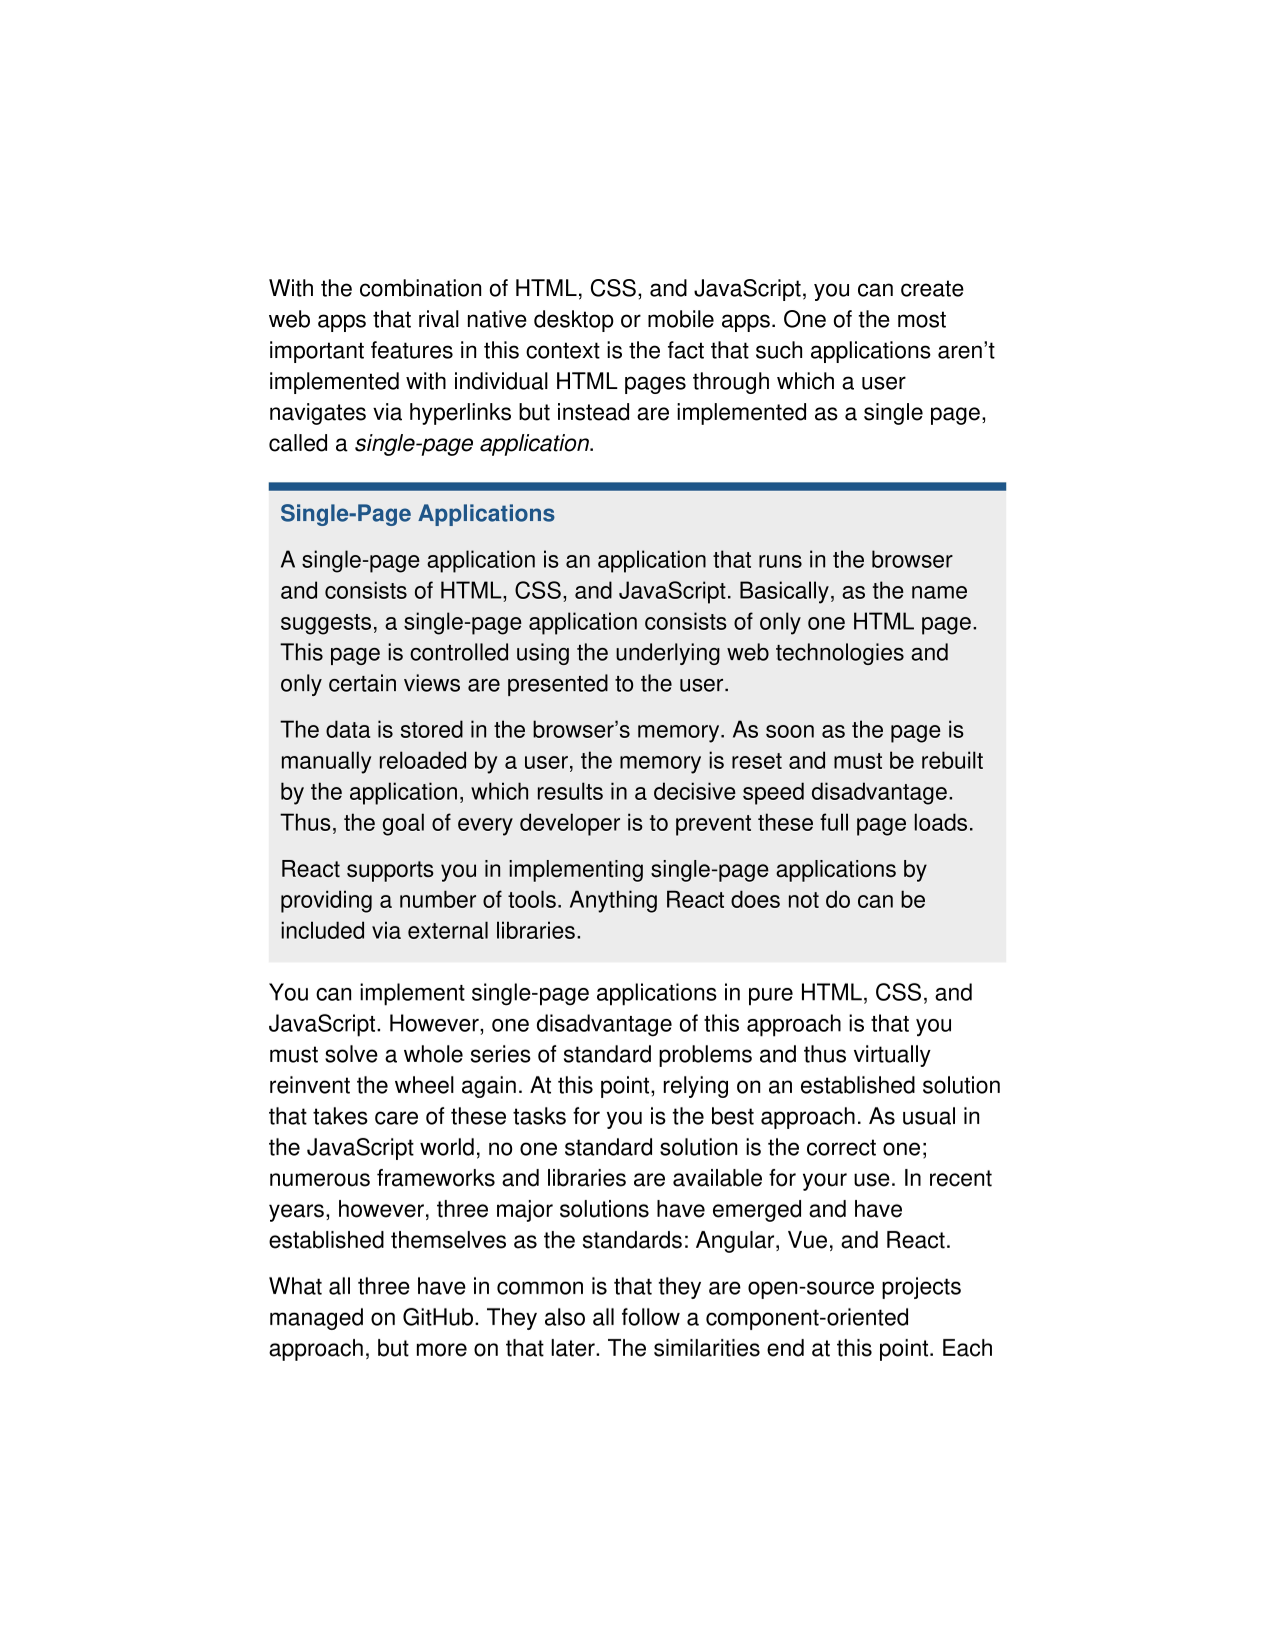 With the combination of HTML, CSS, and JavaScript, you can create
web apps that rival native desktop or mobile apps. One of the most
important features in this context is the fact that such applications aren’t
implemented with individual HTML pages through which a user
navigates via hyperlinks but instead are implemented as a single page,
called a single-page application.
Single-Page Applications
A single-page application is an application that runs in the browser
and consists of HTML, CSS, and JavaScript. Basically, as the name
suggests, a single-page application consists of only one HTML page.
This page is controlled using the underlying web technologies and
only certain views are presented to the user.
The data is stored in the browser’s memory. As soon as the page is
manually reloaded by a user, the memory is reset and must be rebuilt
by the application, which results in a decisive speed disadvantage.
Thus, the goal of every developer is to prevent these full page loads.
React supports you in implementing single-page applications by
providing a number of tools. Anything React does not do can be
included via external libraries.
You can implement single-page applications in pure HTML, CSS, and
JavaScript. However, one disadvantage of this approach is that you
must solve a whole series of standard problems and thus virtually
reinvent the wheel again. At this point, relying on an established solution
that takes care of these tasks for you is the best approach. As usual in
the JavaScript world, no one standard solution is the correct one;
numerous frameworks and libraries are available for your use. In recent
years, however, three major solutions have emerged and have
established themselves as the standards: Angular, Vue, and React.
What all three have in common is that they are open-source projects
managed on GitHub. They also all follow a component-oriented
approach, but more on that later. The similarities end at this point. Each